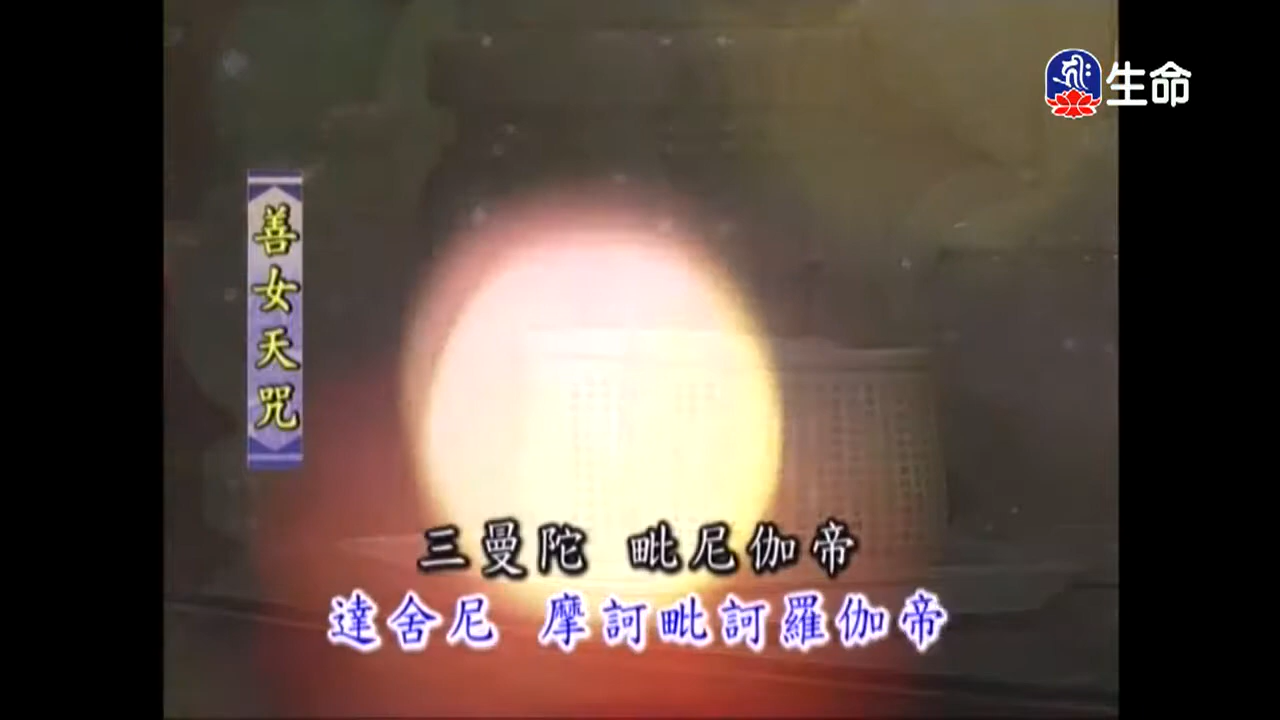 生命
善女天咒
三曼陀 毗尼伽帝
達舍尼 摩訶毗訶羅伽帝